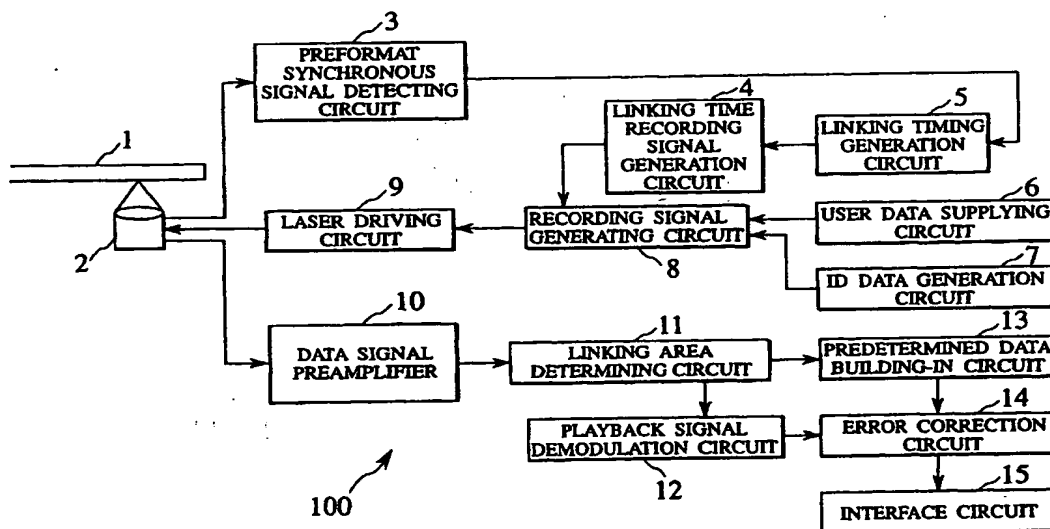 3
PREFORMAT
SYNCHRONOUS
SIGNAL DETECTING
CIRCUIT
4
LINKING TIME
RECORDING
SIGNAL
GENERATION
CIRCUIT
5
LINKING TIMING
GENERATION
CIRCUIT
1
2
9
LASER DRIVING
CIRCUIT
RECORDING SIGNAL
GENERATING CIRCUIT
8
6
USER DATA SUPPLYING
CIRCUIT
7
ID DATA GENERATION
CIRCUIT
10
DATA SIGNAL
PREAMPLIFIER
11
LINKING AREA
DETERMINING CIRCUIT
13
PREDETERMINED DATA
BUILDING-IN CIRCUIT
PLAYBACK SIGNAL
DEMODULATION CIRCUIT
12
14
ERROR CORRECTION
CIRCUIT
15
INTERFACE CIRCUIT
100